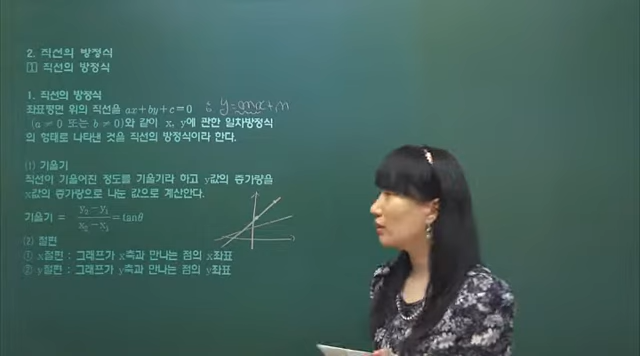 2. 직선의 방정식
① 직선의 방정식
1. 직선의 방정식
좌표평면 위의 직선을 ax+by+c=0 ∴ y=mx+n
(a≠0 또는 b≠0)와 같이 x, y에 관한 일차방정식
의 형태로 나타낸 것을 직선의 방정식이라 한다.
(1) 기울기
직선이 기울어진 정도를 기울기라 하고 y값의 증가량을
x값의 증가량으로 나눈 값으로 계산한다.
기울기 = (y₂-y₁)/(x₂-x₁) = tanθ
(2) 절편
① x절편 : 그래프가 x축과 만나는 점의 x좌표
② y절편 : 그래프가 y축과 만나는 점의 y좌표